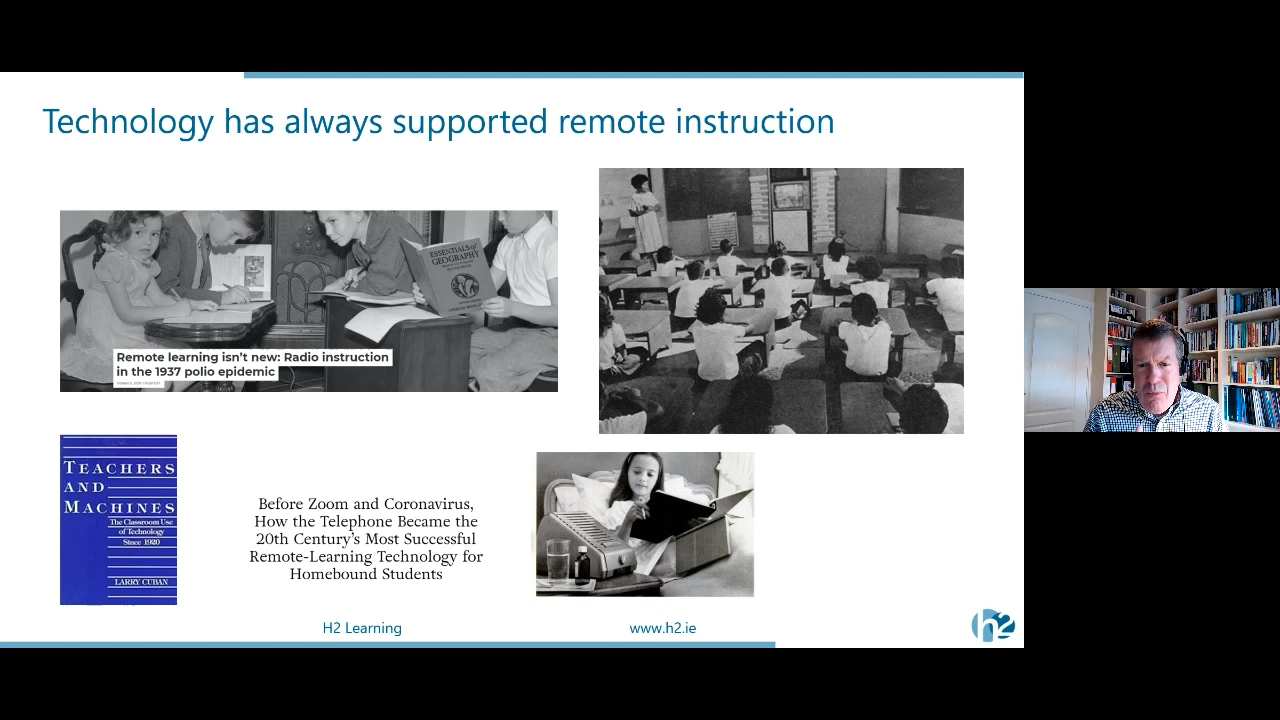 Technology has always supported remote instruction
ESSENTIALS of
GEOGRAPHY
Remote learning isn't new: Radio instruction
in the 1937 polio epidemic
TEACHERS
AND
MACHINES
The Classroom Use
of Technology
Since 1920
LARRY CUBAN
Before Zoom and Coronavirus,
How the Telephone Became the
20th Century's Most Successful
Remote-Learning Technology for
Homebound Students
H2 Learning
www.h2.ie
h2